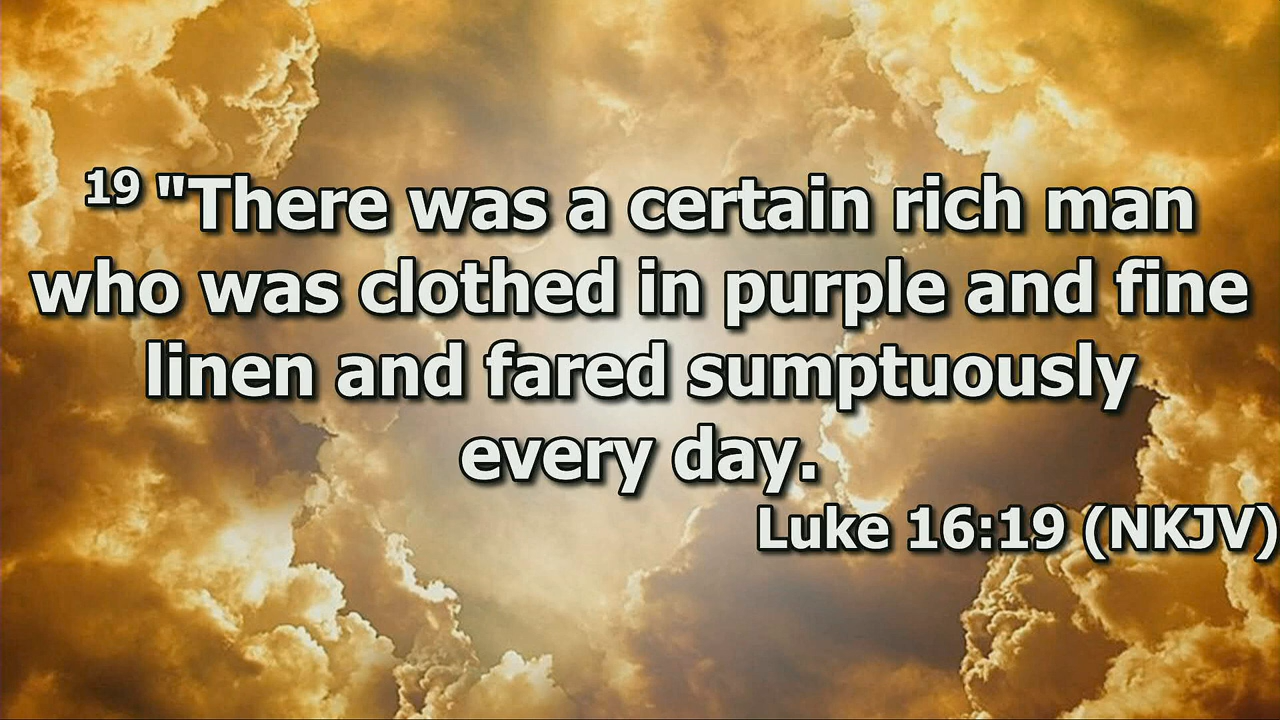 19 "There was a certain rich man
who was clothed in purple and fine
linen and fared sumptuously
every day.
Luke 16:19 (NKJV)